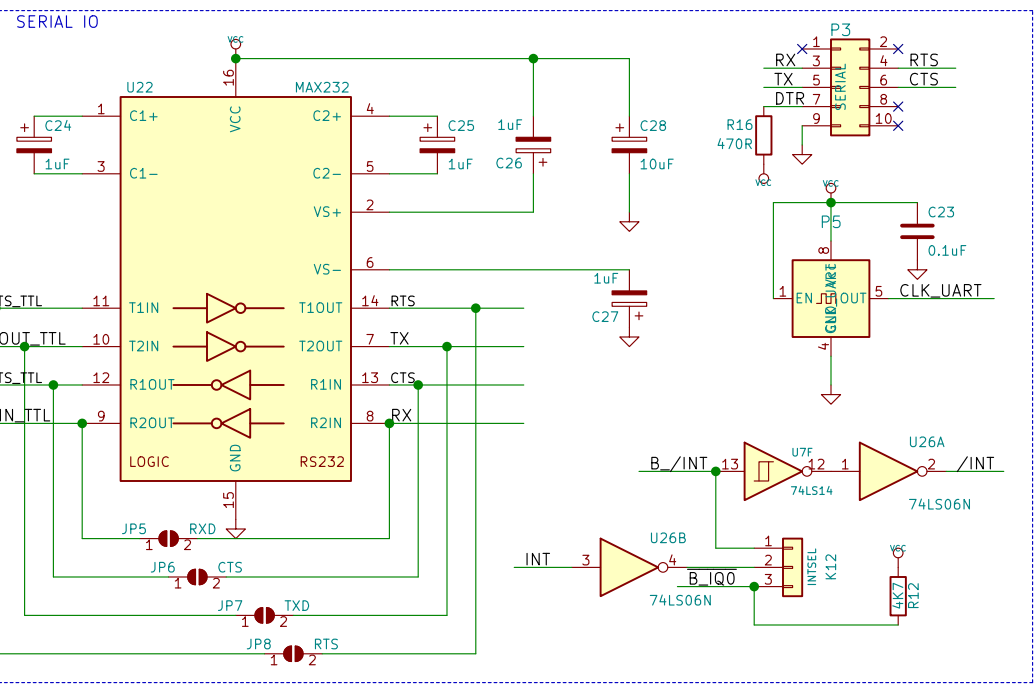 SERIAL IO
VCC
16
U22
MAX232
1
C1+
VCC
C2+
4
C24
1uF
3
C1-
C2-
5
C25
1uF
1uF
C26
C28
10uF
VS+
2
VS-
6
1uF
C27
TS_TTL
11
T1IN
T1OUT
14
RTS
OUT_TTL
10
T2IN
T2OUT
7
TX
TS_TTL
12
R1OUT
R1IN
13
CTS
IN_TTL
9
R2OUT
R2IN
8
RX
LOGIC
GND
RS232
15
JP5
RXD
1
2
JP6
CTS
1
2
JP7
TXD
1
2
JP8
RTS
1
2
P3
1
2
RX
3
4
RTS
TX
5
6
CTS
DTR
7
8
9
10
SERIAL
R16
470R
VCC
VCC
P5
C23
0.1uF
8
1
EN
OUT
5
CLK_UART
4
B_/INT
13
U7F
12
74LS14
1
U26A
2
/INT
74LS06N
INT
3
U26B
4
74LS06N
B_IQ0
1
2
3
INTSEL
K12
VCC
4K7
R12